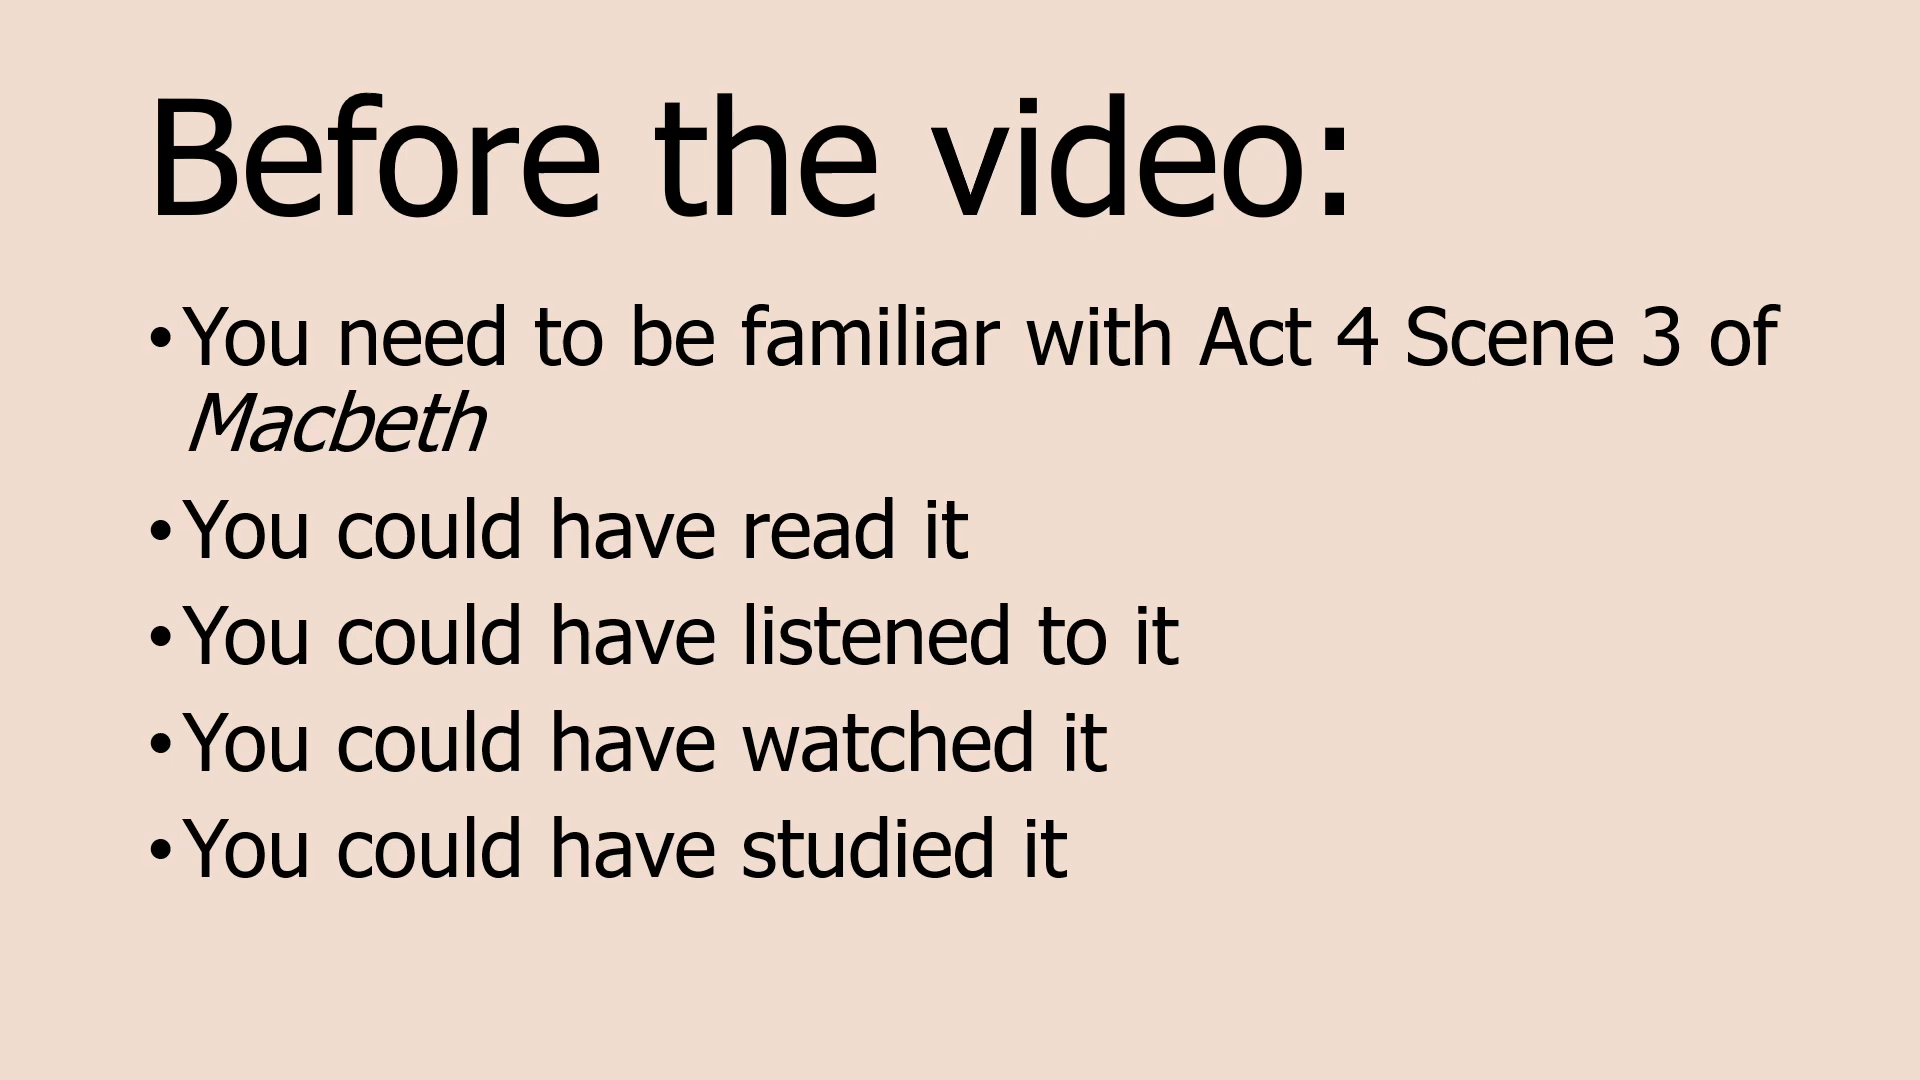 Before the video:
•You need to be familiar with Act 4 Scene 3 of
Macbeth
•You could have read it
•You could have listened to it
•You could have watched it
•You could have studied it